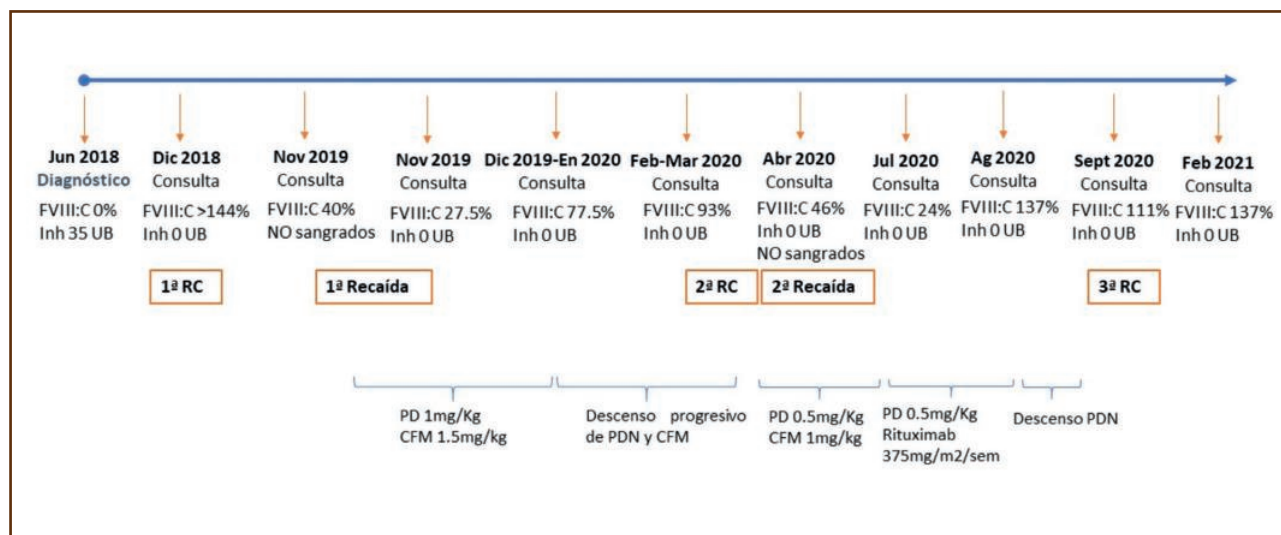 Jun 2018
Diagnóstico
FVIII:C 0%
Inh 35 UB
Dic 2018
Consulta
FVIII:C >144%
Inh 0 UB
Nov 2019
Consulta
FVIII:C 40%
NO sangrados
Nov 2019
Consulta
FVIII:C 27.5%
Inh 0 UB
Dic 2019-En 2020
Consulta
FVIII:C 77.5%
Inh 0 UB
Feb-Mar 2020
Consulta
FVIII:C 93%
Inh 0 UB
Abr 2020
Consulta
FVIII:C 46%
Inh 0 UB
NO sangrados
Jul 2020
Consulta
FVIII:C 24%
Inh 0 UB
Ag 2020
Consulta
FVIII:C 137%
Inh 0 UB
Sept 2020
Consulta
FVIII:C 111%
Inh 0 UB
Feb 2021
Consulta
FVIII:C 137%
Inh 0 UB
1ª RC
1ª Recaída
2ª RC
2ª Recaída
3ª RC
PD 1mg/Kg
CFM 1.5mg/kg
Descenso progresivo
de PDN y CFM
PD 0.5mg/Kg
CFM 1mg/kg
PD 0.5mg/Kg
Rituximab
375mg/m2/sem
Descenso PDN